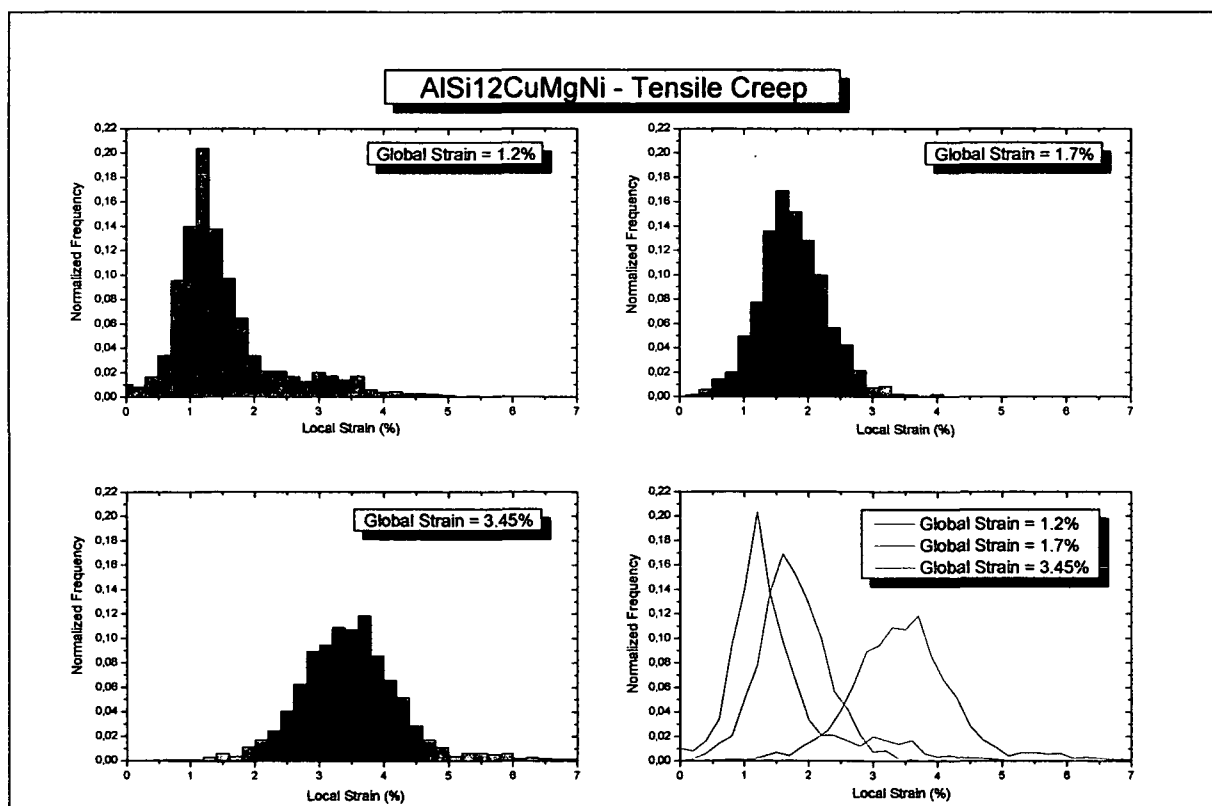 AlSi12CuMgNi - Tensile Creep
0,22
0,20
0,18
0,16
0,14
0,12
0,10
0,08
0,06
0,04
0,02
0,00
Normalized Frequency
Global Strain = 1.2%
0 1 2 3 4 5 6 7
Local Strain (%)
0,22
0,20
0,18
0,16
0,14
0,12
0,10
0,08
0,06
0,04
0,02
0,00
Normalized Frequency
Global Strain = 1.7%
0 1 2 3 4 5 6 7
Local Strain (%)
0,22
0,20
0,18
0,16
0,14
0,12
0,10
0,08
0,06
0,04
0,02
0,00
Normalized Frequency
Global Strain = 3.45%
0 1 2 3 4 5 6 7
Local Strain (%)
0,22
0,20
0,18
0,16
0,14
0,12
0,10
0,08
0,06
0,04
0,02
0,00
Normalized Frequency
Global Strain = 1.2%
Global Strain = 1.7%
Global Strain = 3.45%
0 1 2 3 4 5 6 7
Local Strain (%)